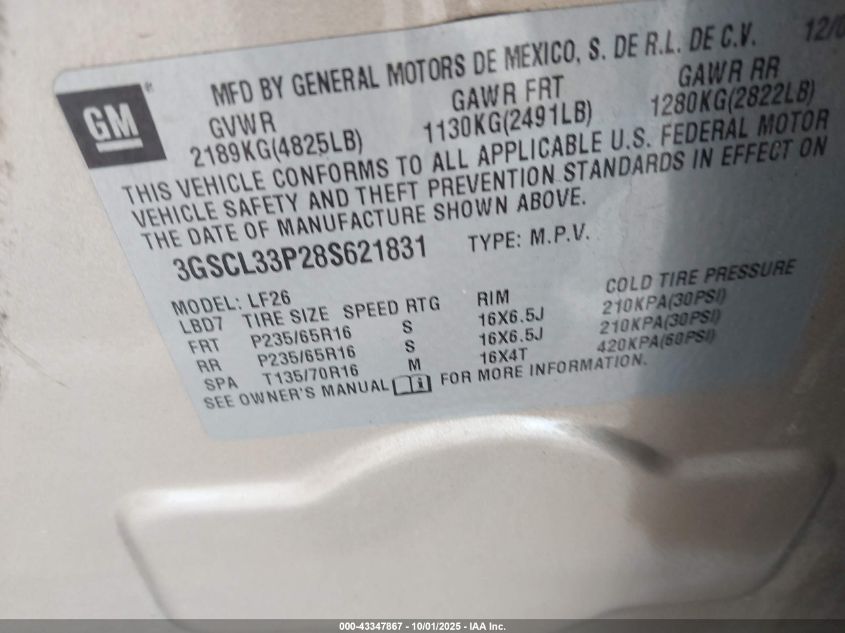 MFD BY GENERAL MOTORS DE MEXICO, S. DE R.L. DE C.V. 12/0
GM®
GVWR GAWR FRT GAWR RR
2189KG(4825LB) 1130KG(2491LB) 1280KG(2822LB)
THIS VEHICLE CONFORMS TO ALL APPLICABLE U.S. FEDERAL MOTOR
VEHICLE SAFETY AND THEFT PREVENTION STANDARDS IN EFFECT ON
THE DATE OF MANUFACTURE SHOWN ABOVE.
3GSCL33P28S621831 TYPE: M.P.V.
MODEL: LF26
LBD7 TIRE SIZE SPEED RTG RIM COLD TIRE PRESSURE
FRT P235/65R16 S 16X6.5J 210KPA(30PSI)
RR P235/65R16 S 16X6.5J 210KPA(30PSI)
SPA T135/70R16 M 16X4T 420KPA(60PSI)
SEE OWNER'S MANUAL FOR MORE INFORMATION.
000-43347867 - 10/01/2025 - IAA Inc.